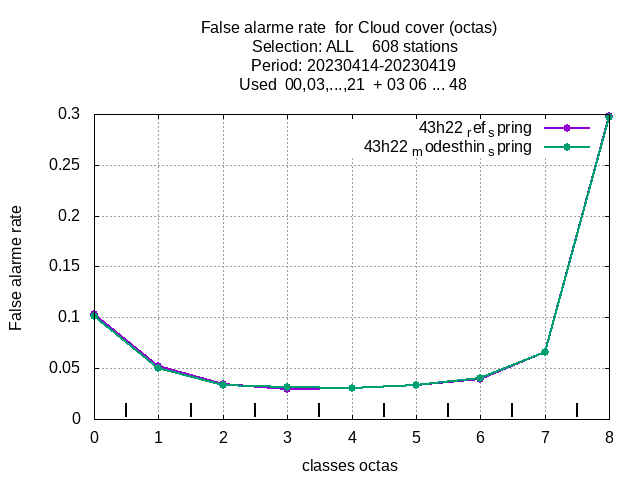 False alarme rate  for Cloud cover (octas)
Selection: ALL    608 stations
Period: 20230414-20230419
Used  00,03,...,21  + 03 06 ... 48
43h22 ref spring
43h22 modesthin spring
0.3
0.25
0.2
0.15
0.1
0.05
0
False alarme rate
0 1 2 3 4 5 6 7 8
classes octas